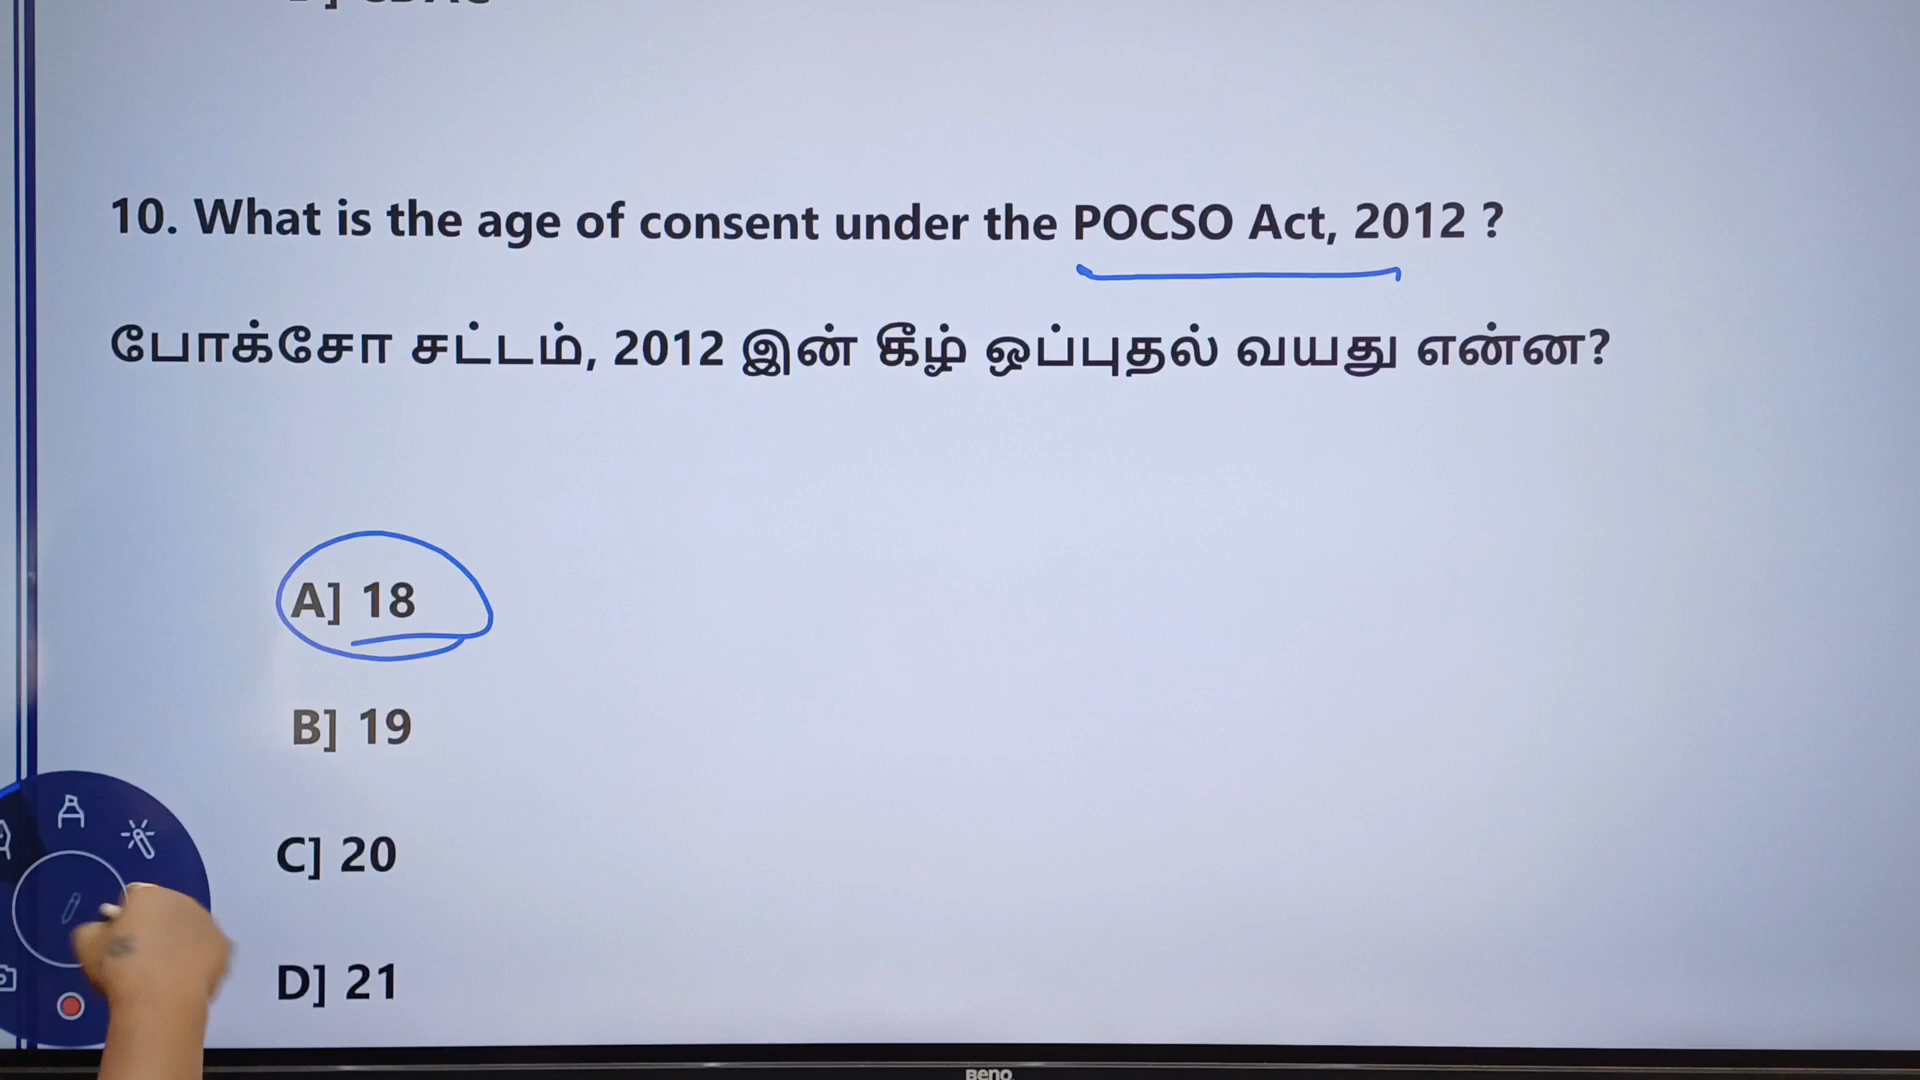 10. What is the age of consent under the POCSO Act, 2012 ?
போக்சோ சட்டம், 2012 இன் கீழ் ஒப்புதல் வயது என்ன?
A] 18
B] 19
C] 20
D] 21
BenQ